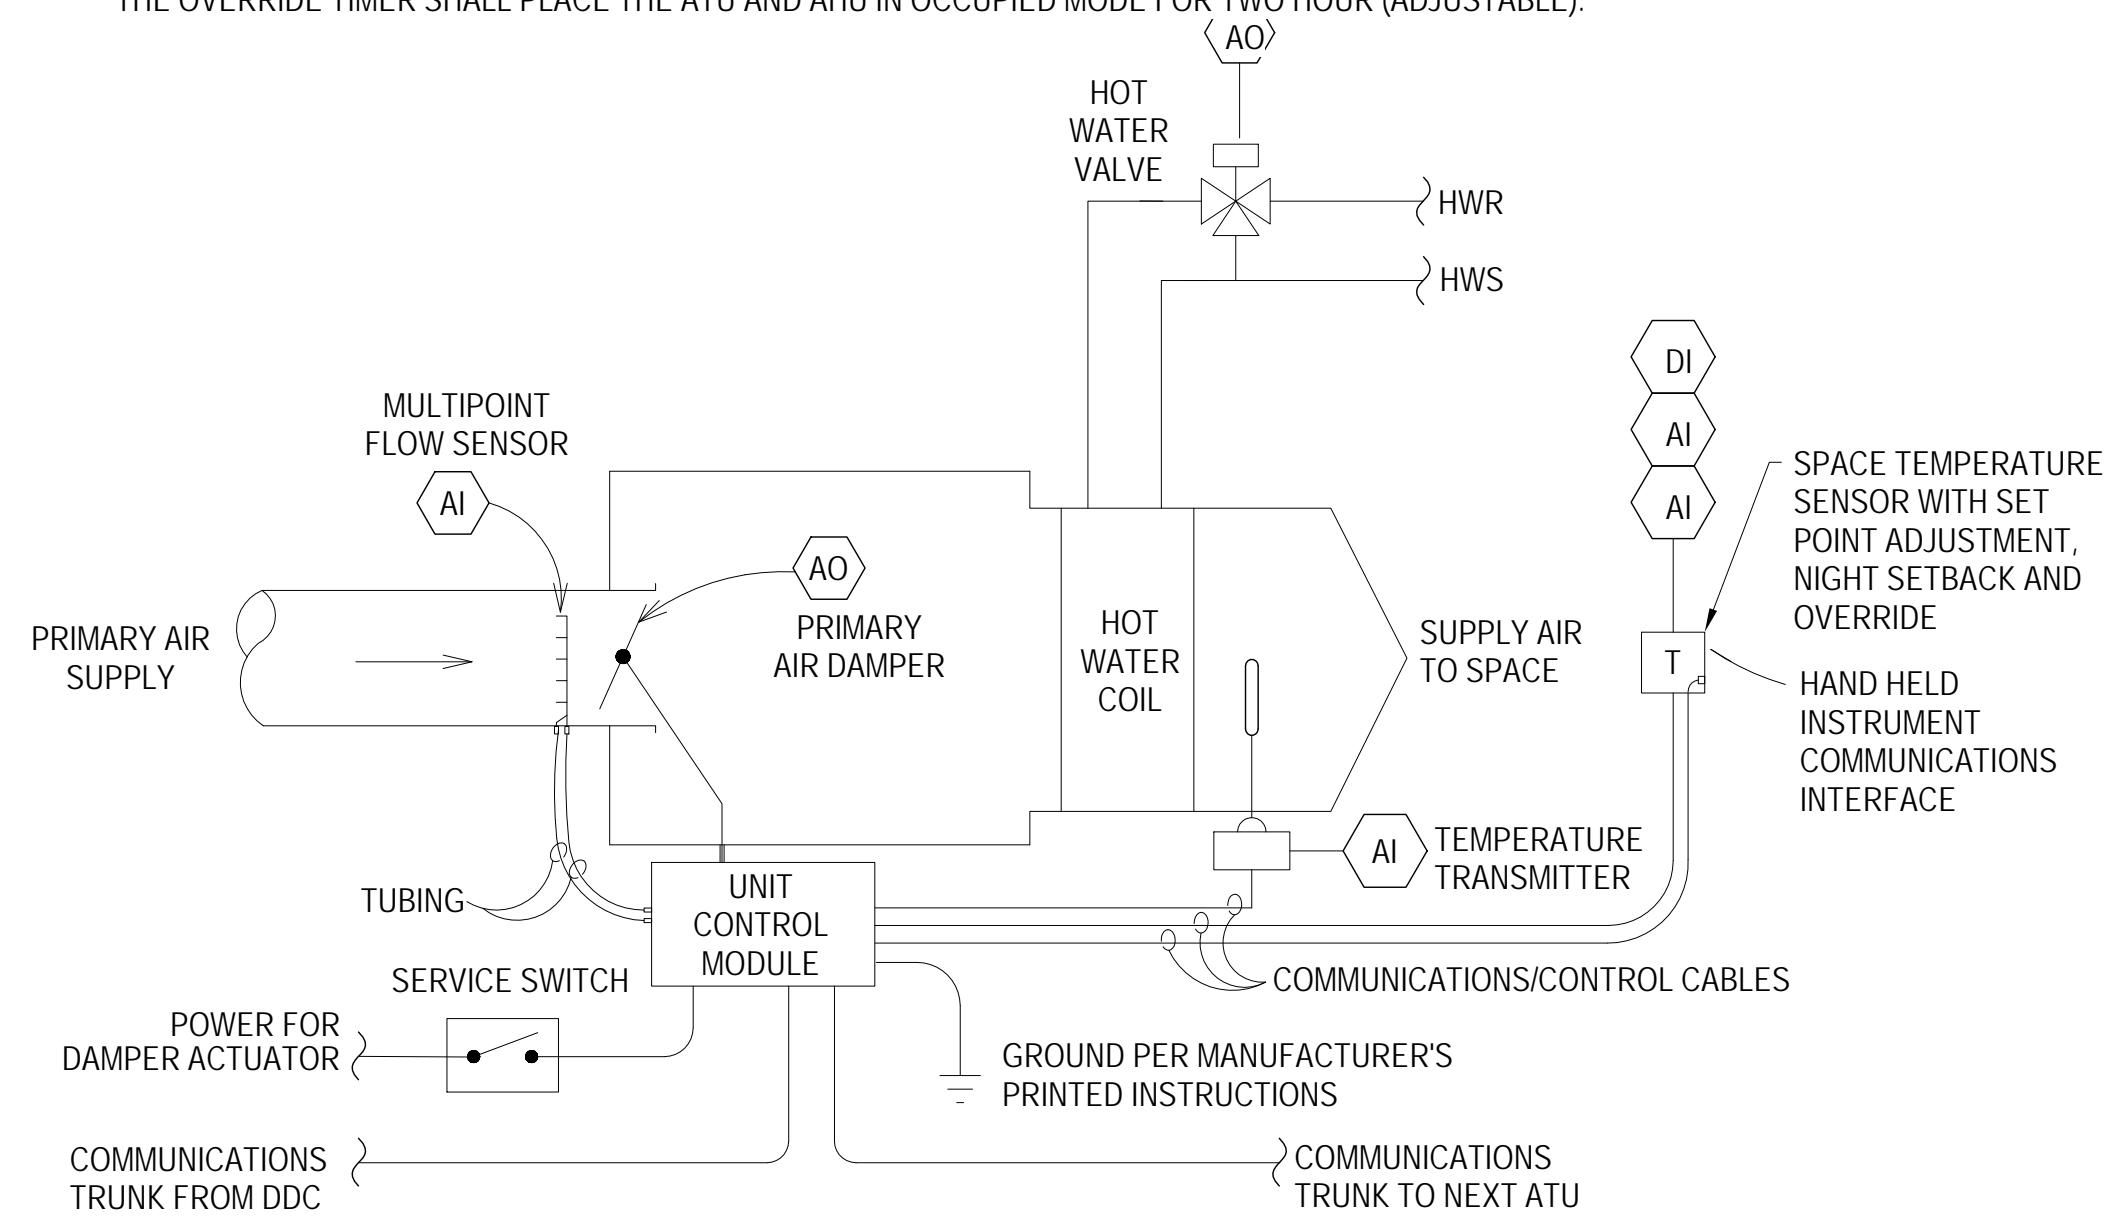 THE OVERRIDE TIMER SHALL PLACE THE ATU AND AHU IN OCCUPIED MODE FOR TWO HOUR (ADJUSTABLE).
AO
HOT
WATER
VALVE
HWR
HWS
DI
AI
AI
MULTIPOINT
FLOW SENSOR
AI
SPACE TEMPERATURE
SENSOR WITH SET
POINT ADJUSTMENT,
NIGHT SETBACK AND
OVERRIDE
AO
PRIMARY
AIR DAMPER
PRIMARY AIR
SUPPLY
HOT
WATER
COIL
SUPPLY AIR
TO SPACE
T
HAND HELD
INSTRUMENT
COMMUNICATIONS
INTERFACE
AI
TEMPERATURE
TRANSMITTER
TUBING
UNIT
CONTROL
MODULE
SERVICE SWITCH
COMMUNICATIONS/CONTROL CABLES
POWER FOR
DAMPER ACTUATOR
GROUND PER MANUFACTURER'S
PRINTED INSTRUCTIONS
COMMUNICATIONS
TRUNK FROM DDC
COMMUNICATIONS
TRUNK TO NEXT ATU